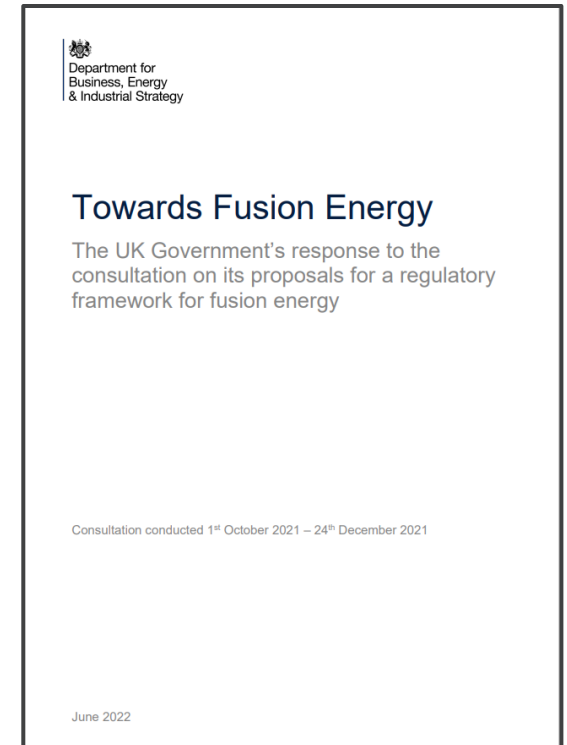 Department for
Business, Energy
& Industrial Strategy
Towards Fusion Energy
The UK Government's response to the
consultation on its proposals for a regulatory
framework for fusion energy
Consultation conducted 1st October 2021 – 24th December 2021
June 2022